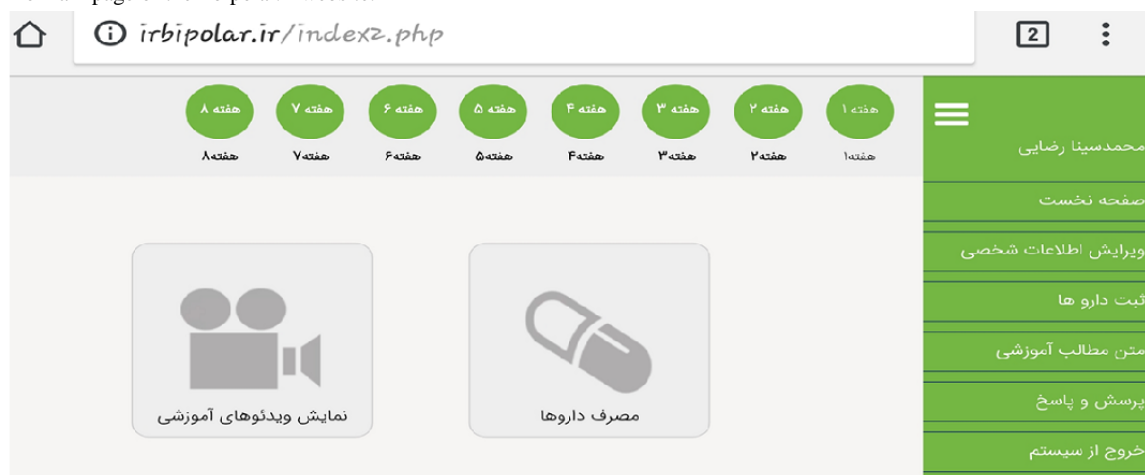 irbipolar.ir/index2.php
2
هفته ۱ هفته ۲ هفته ۳ هفته ۴ هفته ۵ هفته ۶ هفته ۷ هفته ۸
هفته۱ هفته۲ هفته۳ هفته۴ هفته۵ هفته۶ هفته۷ هفته۸
محمدسینا رضایی
صفحه نخست
ویرایش اطلاعات شخصی
ثبت دارو ها
متن مطالب آموزشی
پرسش و پاسخ
خروج از سیستم
مصرف داروها
نمایش ویدئوهای آموزشی